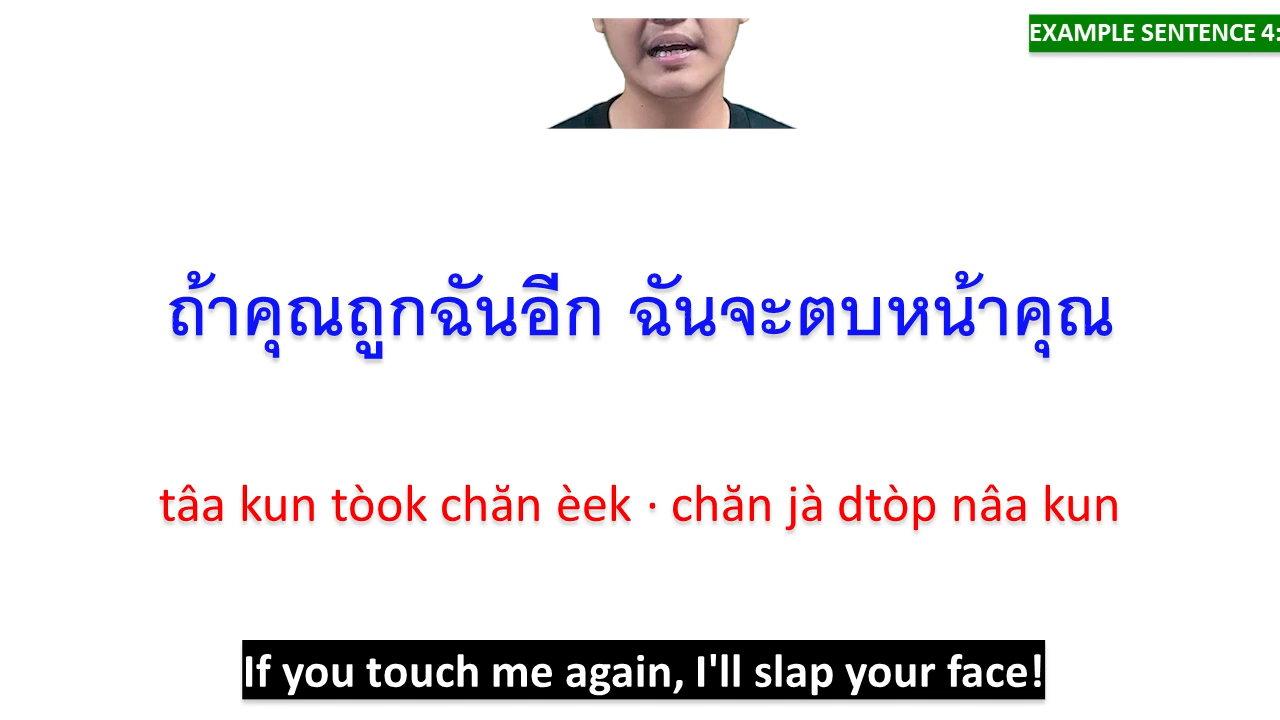 EXAMPLE SENTENCE 4:
ถ้าคุณถูกฉันอีก ฉันจะตบหน้าคุณ
tâa kun tòok chăn èek · chăn jà dtòp nâa kun
If you touch me again, I'll slap your face!